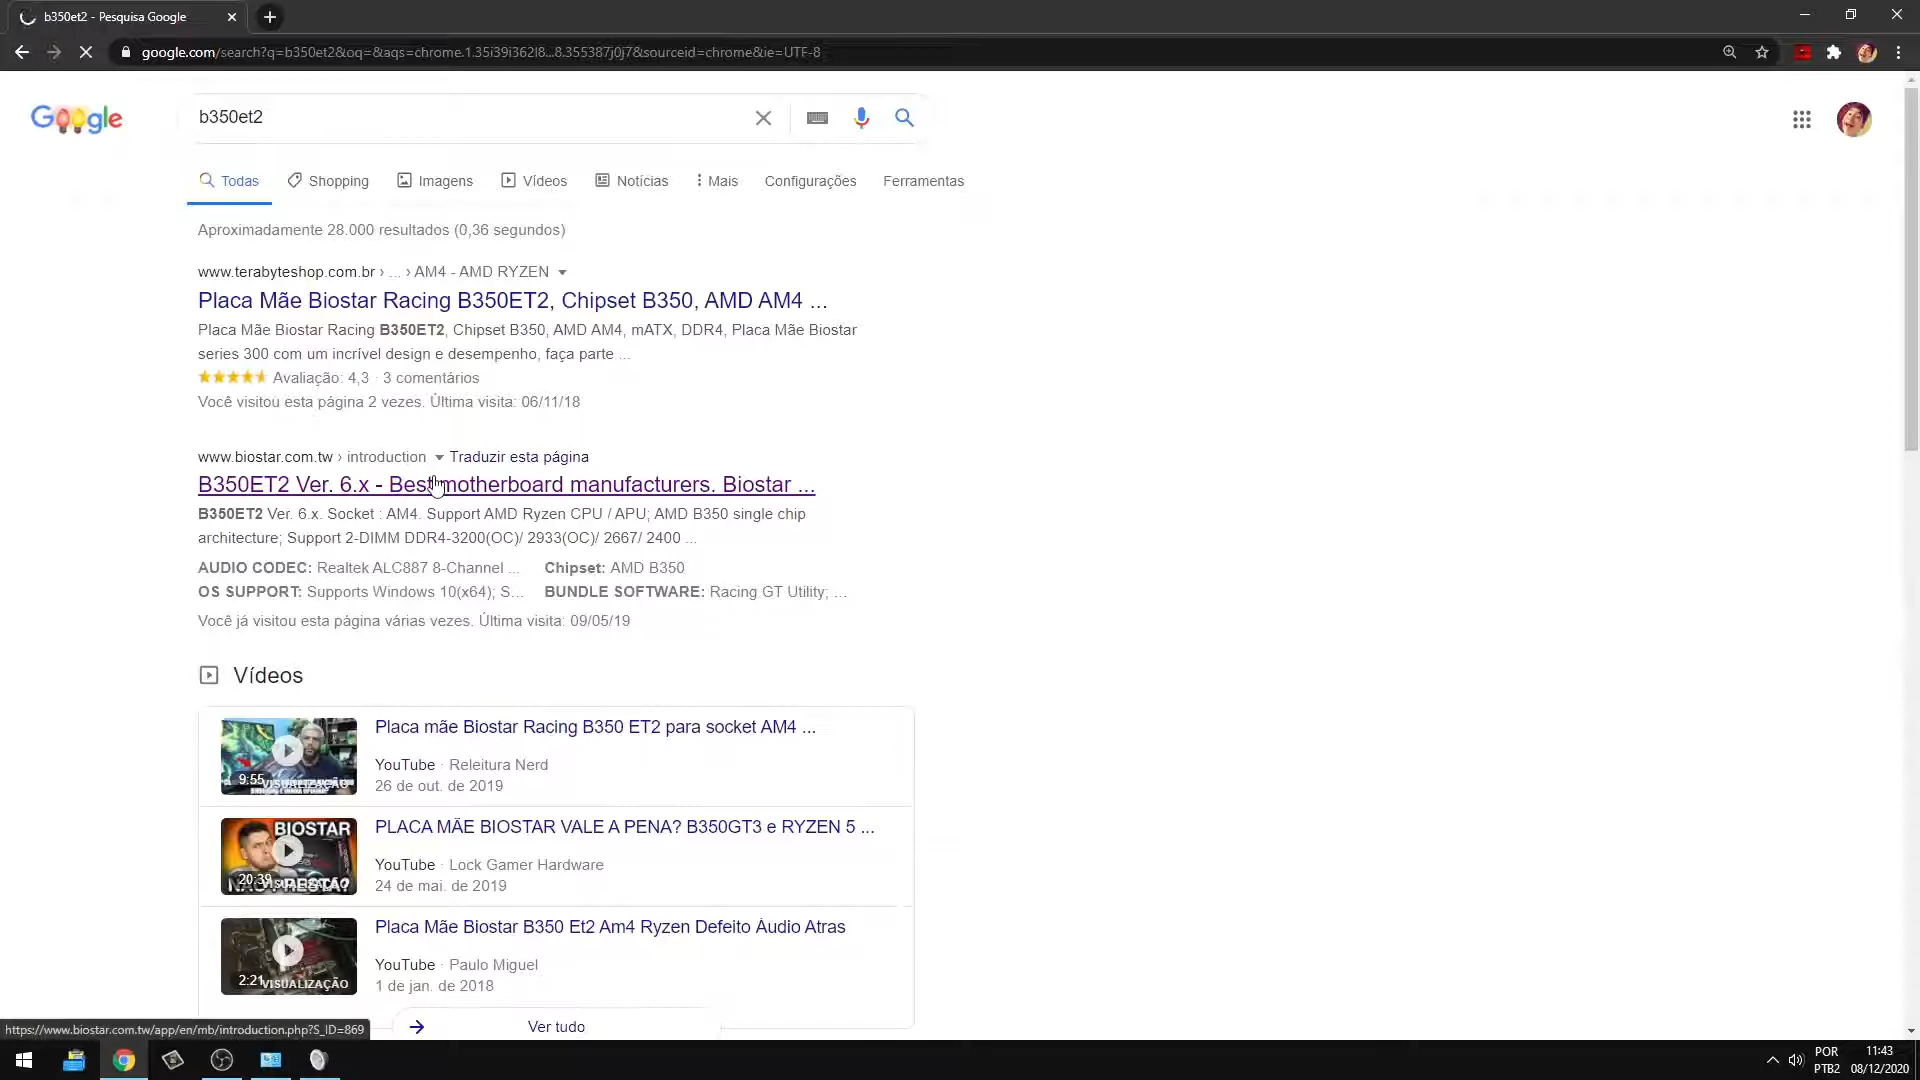 b350et2 - Pesquisa Google
google.com/search?q=b350et2&oq=&aqs=chrome.1.35i39i362l8...8.355387j0j7&sourceid=chrome&ie=UTF-8
Google
b350et2
Todas Shopping Imagens Vídeos Notícias Mais Configurações Ferramentas
Aproximadamente 28.000 resultados (0,36 segundos)
www.terabyteshop.com.br › ... › AM4 - AMD RYZEN
Placa Mãe Biostar Racing B350ET2, Chipset B350, AMD AM4 ...
Placa Mãe Biostar Racing B350ET2, Chipset B350, AMD AM4, mATX, DDR4, Placa Mãe Biostar
series 300 com um incrível design e desempenho, faça parte ...
Avaliação: 4,3 · 3 comentários
Você visitou esta página 2 vezes. Última visita: 06/11/18
www.biostar.com.tw › introduction Traduzir esta página
B350ET2 Ver. 6.x - Best motherboard manufacturers. Biostar ...
B350ET2 Ver. 6.x. Socket : AM4. Support AMD Ryzen CPU / APU; AMD B350 single chip
architecture; Support 2-DIMM DDR4-3200(OC)/ 2933(OC)/ 2667/ 2400 ...
AUDIO CODEC: Realtek ALC887 8-Channel ... Chipset: AMD B350
OS SUPPORT: Supports Windows 10(x64); S... BUNDLE SOFTWARE: Racing GT Utility; ...
Você já visitou esta página várias vezes. Última visita: 09/05/19
Vídeos
Placa mãe Biostar Racing B350 ET2 para socket AM4 ...
YouTube · Releitura Nerd
26 de out. de 2019
9:55
VISUALIZAÇÃO
PLACA MÃE BIOSTAR VALE A PENA? B350GT3 e RYZEN 5 ...
YouTube · Lock Gamer Hardware
24 de mai. de 2019
BIOSTAR
20:39
Placa Mãe Biostar B350 Et2 Am4 Ryzen Defeito Áudio Atras
YouTube · Paulo Miguel
1 de jan. de 2018
2:21
VISUALIZAÇÃO
Ver tudo
https://www.biostar.com.tw/app/en/mb/introduction.php?S_ID=869
POR
PTB2
11:43
08/12/2020